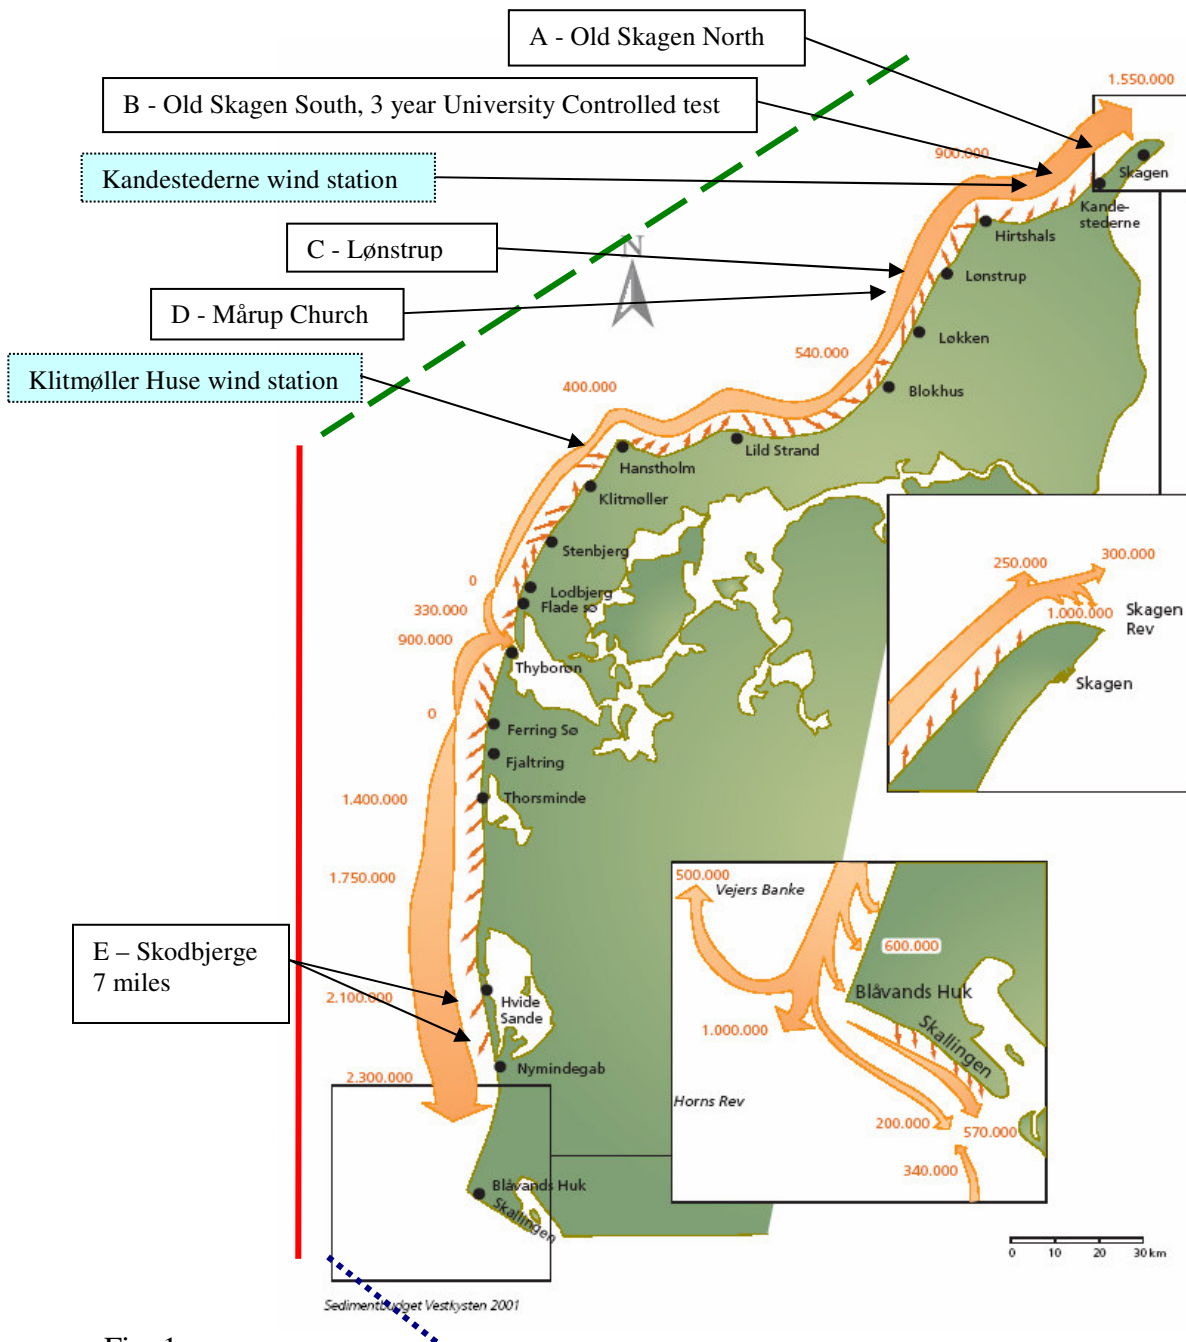 A - Old Skagen North
1.550.000
B - Old Skagen South, 3 year University Controlled test
900.000
Skagen
Kandestederne wind station
Kande-
stederne
Hirtshals
C - Lønstrup
N
Lønstrup
D - Mårup Church
Løkken
540.000
Klitmøller Huse wind station
400.000
Blokhus
Lild Strand
Hanstholm
Klitmøller
Stenbjerg
0
Lodbjerg
330.000
Flade sø
900.000
Thyborøn
250.000
300.000
1.000.000
Skagen
Rev
Skagen
0
Ferring Sø
Fjaltring
1.400.000
Thorsminde
1.750.000
500.000
Vejers Banke
600.000
E – Skodbjerge
7 miles
2.100.000
Hvide
Sande
Blåvands Huk
1.000.000
Skallingen
2.300.000
Nymindegab
Horns Rev
200.000
570.000
340.000
Blåvands Huk
Skallingen
0 10 20 30 km
Sedimentbudget Vestkysten 2001